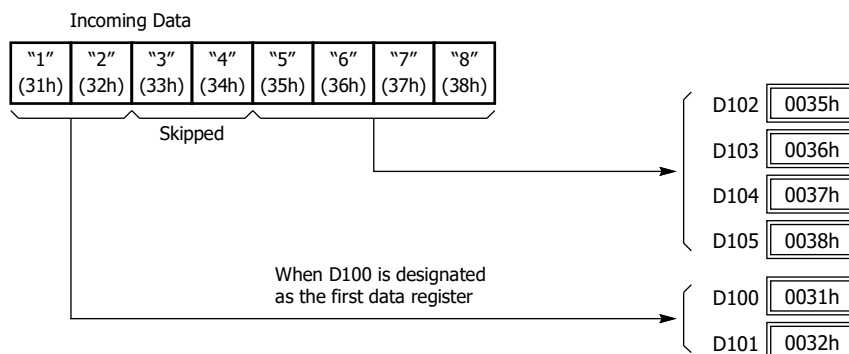 Incoming Data
“1” “2” “3” “4” “5” “6” “7” “8”
(31h) (32h) (33h) (34h) (35h) (36h) (37h) (38h)
Skipped
D102 0035h
D103 0036h
D104 0037h
D105 0038h
When D100 is designated
as the first data register
D100 0031h
D101 0032h